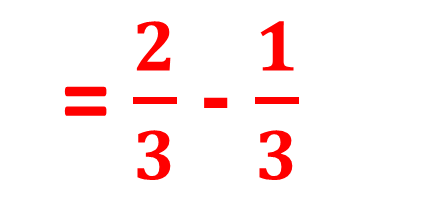 = 2/3 - 1/3